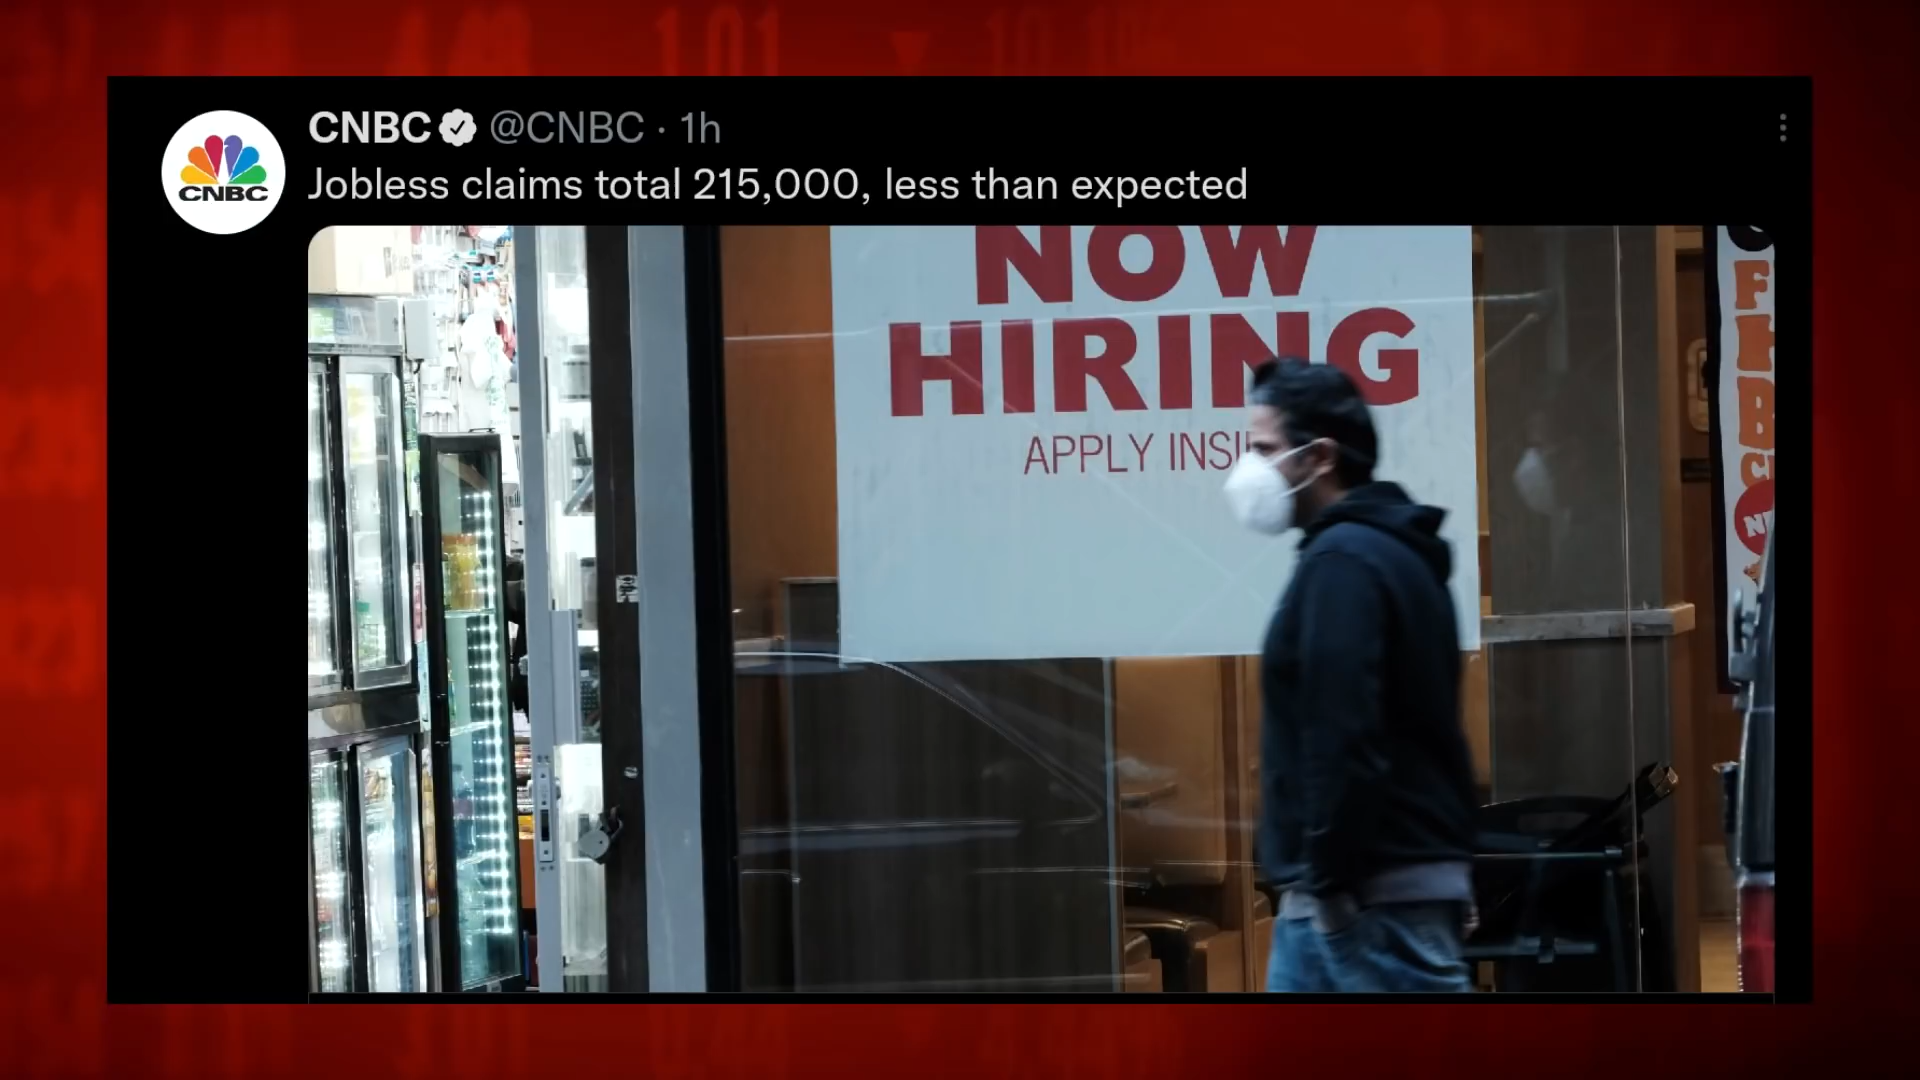 CNBC @CNBC · 1h
Jobless claims total 215,000, less than expected
CNBC
NOW
HIRING
APPLY INSI